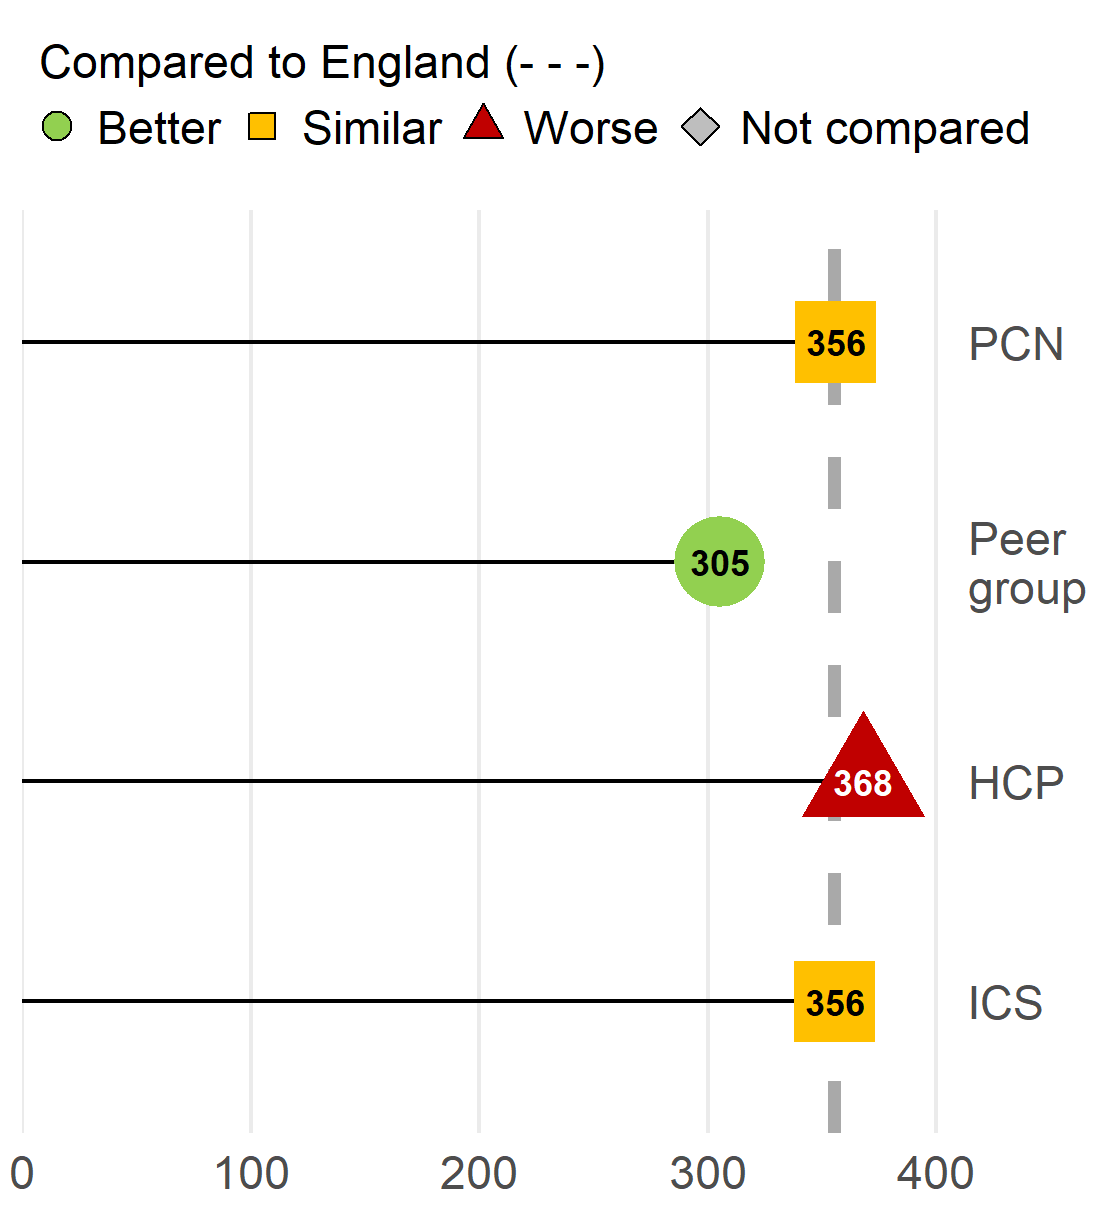 Compared to England (- - -)
Better Similar Worse Not compared
356 PCN
305 Peer
group
368 HCP
356 ICS
0 100 200 300 400